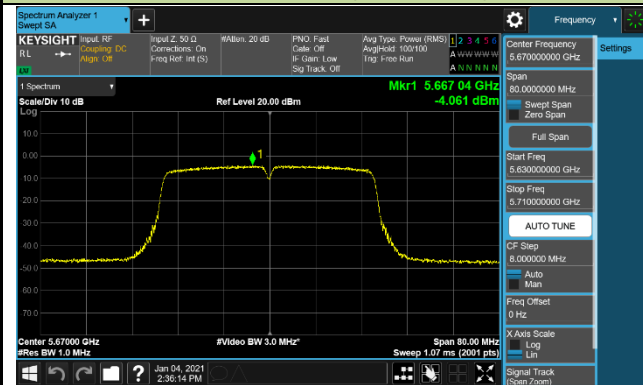 Spectrum Analyzer 1
Swept SA
+
Frequency
KEYSIGHT
RL
Input: RF
Coupling: DC
Align: Off
Input Z: 50 Ω
Corrections: On
Freq Ref: Int (S)
#Atten: 20 dB
PNO: Fast
Gate: Off
IF Gain: Low
Sig Track: Off
Avg Type: Power (RMS)
Avg|Hold: 100/100
Trig: Free Run
1 2 3 4 5 6
A W W W W W
A N N N N N
1 Spectrum
Scale/Div 10 dB
Log
Ref Level 20.00 dBm
Mkr1 5.667 04 GHz
-4.061 dBm
10.0
0.00
-10.0
-20.0
-30.0
-40.0
-50.0
-60.0
-70.0
1
Center 5.67000 GHz
#Res BW 1.0 MHz
#Video BW 3.0 MHz*
Span 80.00 MHz
Sweep 1.07 ms (2001 pts)
Jan 04, 2021
2:36:14 PM
Center Frequency
5.670000000 GHz
Settings
Span
80.0000000 MHz
Swept Span
Zero Span
Full Span
Start Freq
5.630000000 GHz
Stop Freq
5.710000000 GHz
AUTO TUNE
CF Step
8.000000 MHz
Auto
Man
Freq Offset
0 Hz
X Axis Scale
Log
Lin
Signal Track
(Span Zoom)